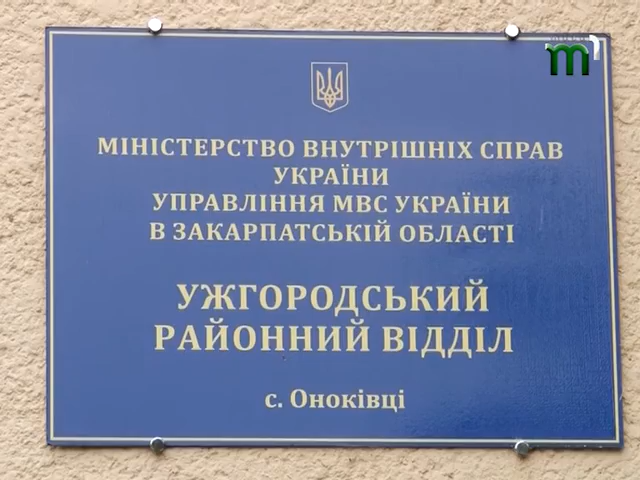 МІНІСТЕРСТВО ВНУТРІШНІХ СПРАВ
УКРАЇНИ
УПРАВЛІННЯ МВС УКРАЇНИ
В ЗАКАРПАТСЬКІЙ ОБЛАСТІ
УЖГОРОДСЬКИЙ
РАЙОННИЙ ВІДДІЛ
с. Оноківці
m